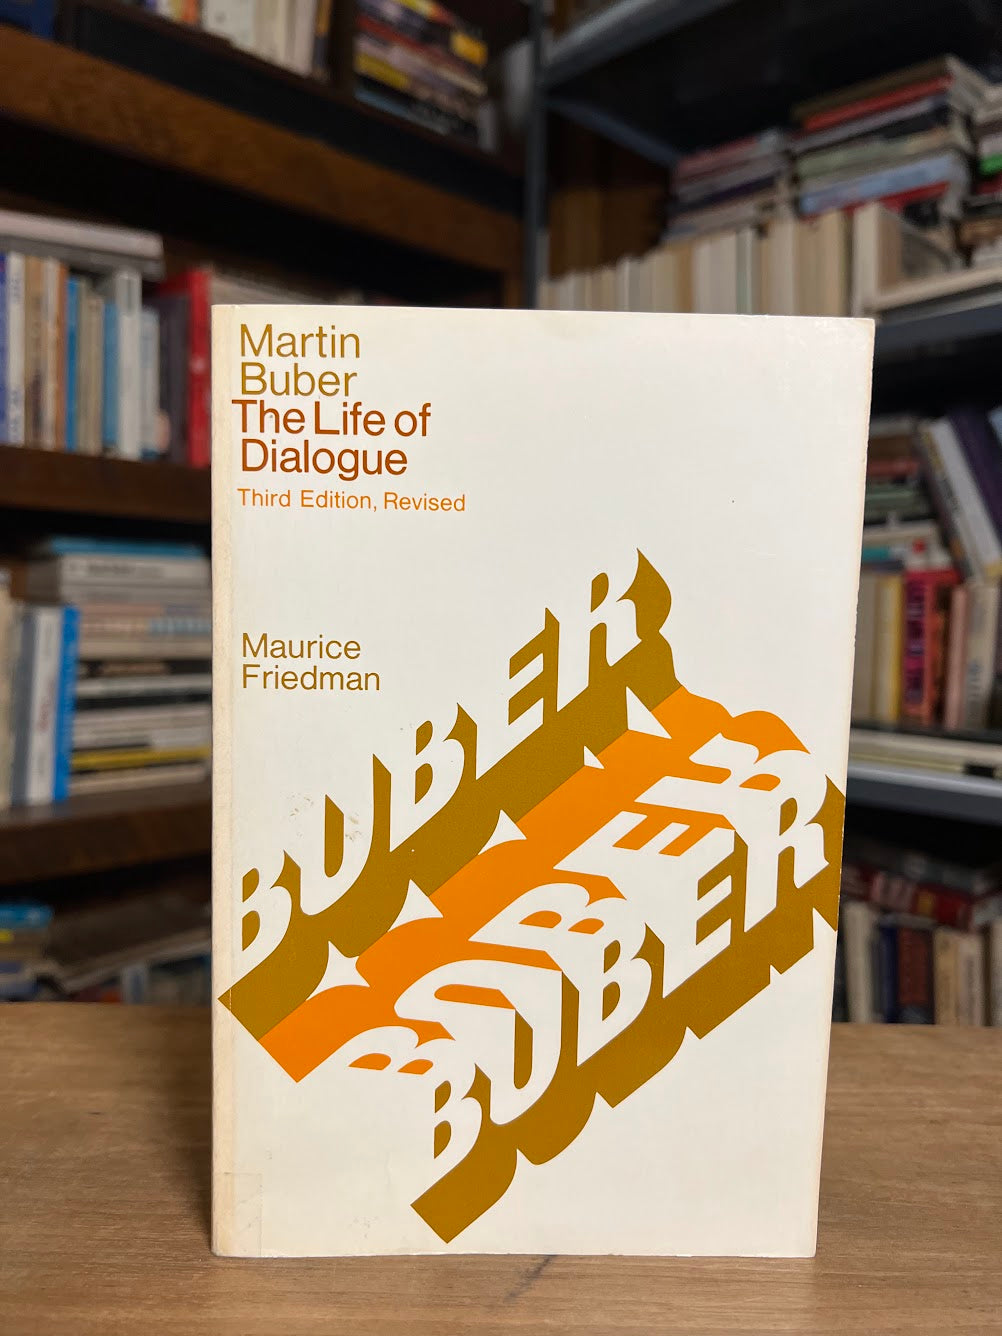 Martin
Buber
The Life of
Dialogue
Third Edition, Revised
Maurice
Friedman
BUBER
BUBER
BUBER